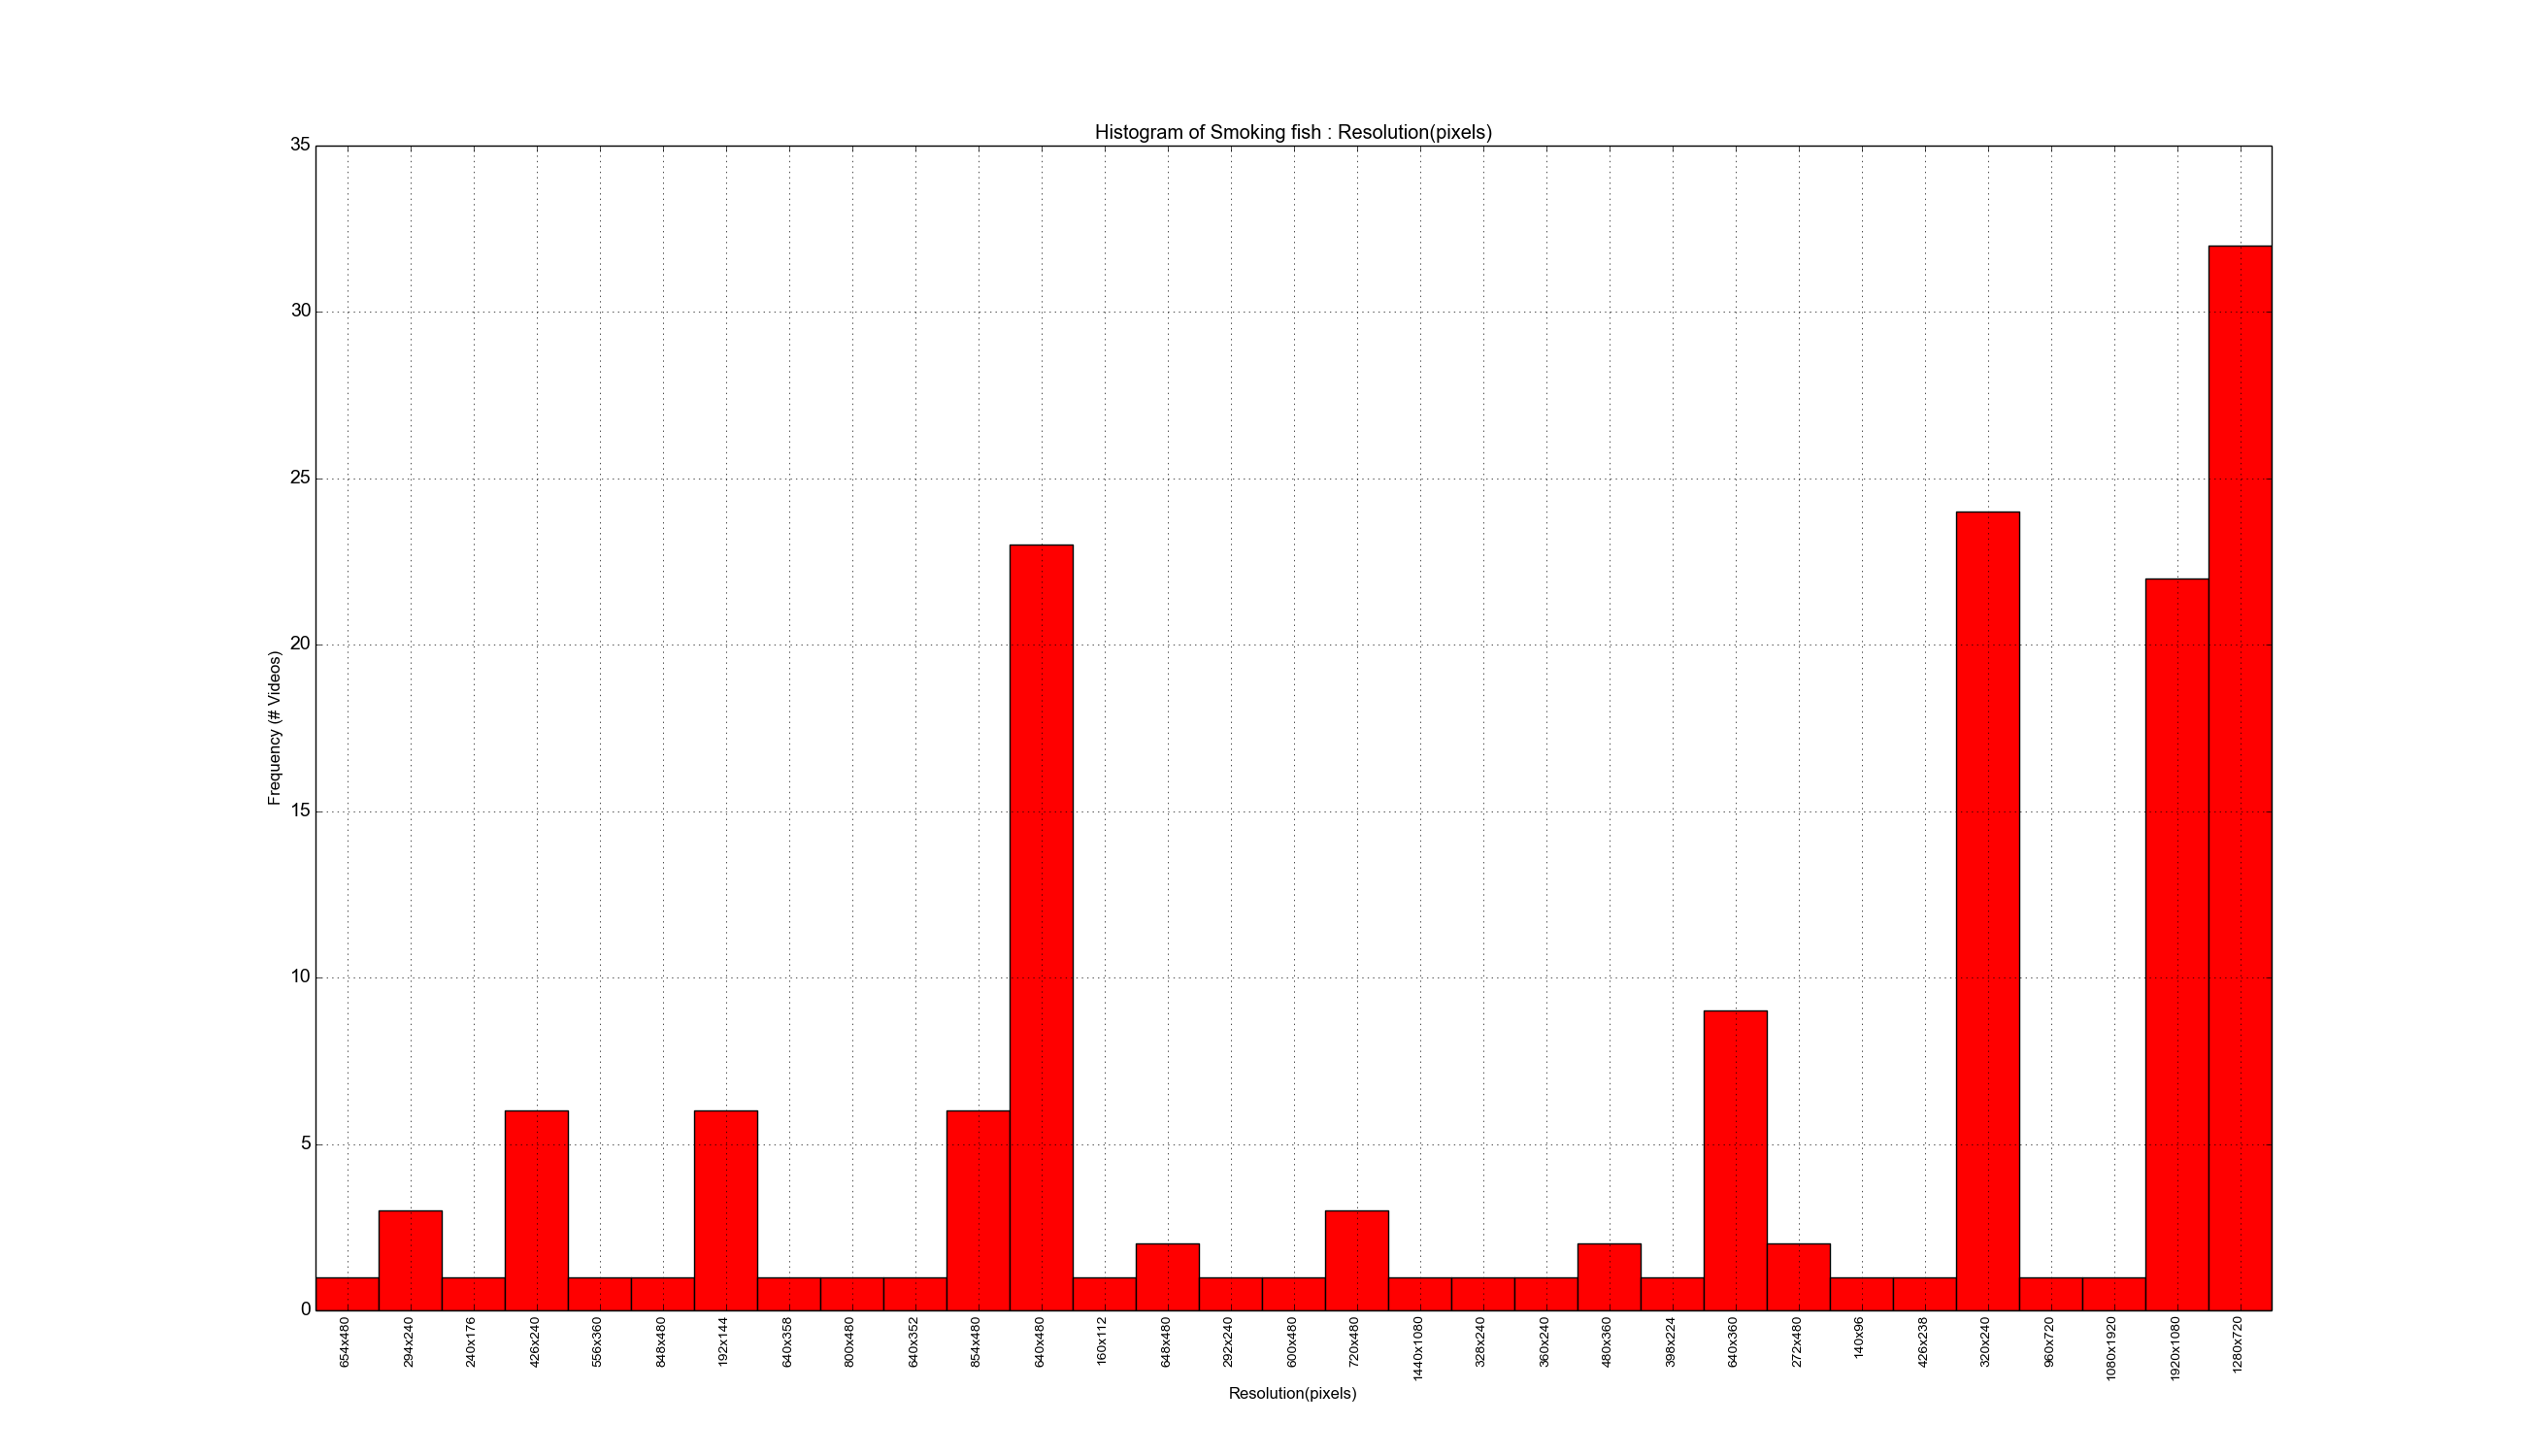 Histogram of Smoking fish : Resolution(pixels)
35
30
25
20
15
10
5
0
Frequency (# Videos)
654x480
294x240
240x176
426x240
556x360
848x480
192x144
640x358
800x480
640x352
854x480
640x480
160x112
648x480
292x240
600x480
720x480
1440x1080
328x240
360x240
480x360
398x224
640x360
272x480
140x96
426x238
320x240
960x720
1080x1920
1920x1080
1280x720
Resolution(pixels)